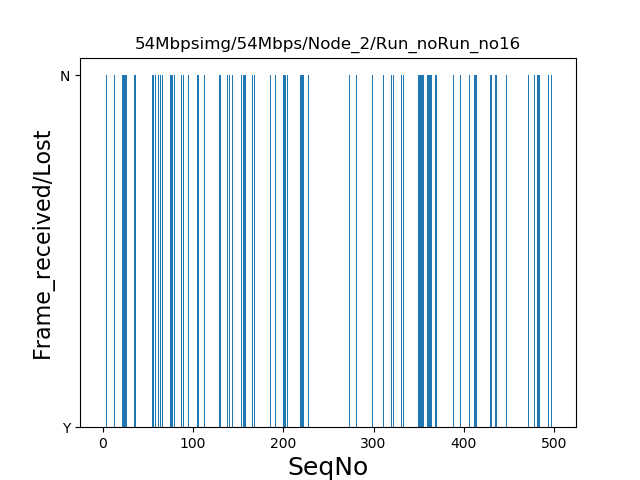 54Mbpsimg/54Mbps/Node_2/Run_noRun_no16
N
Frame_received/Lost
Y
0 100 200 300 400 500
SeqNo